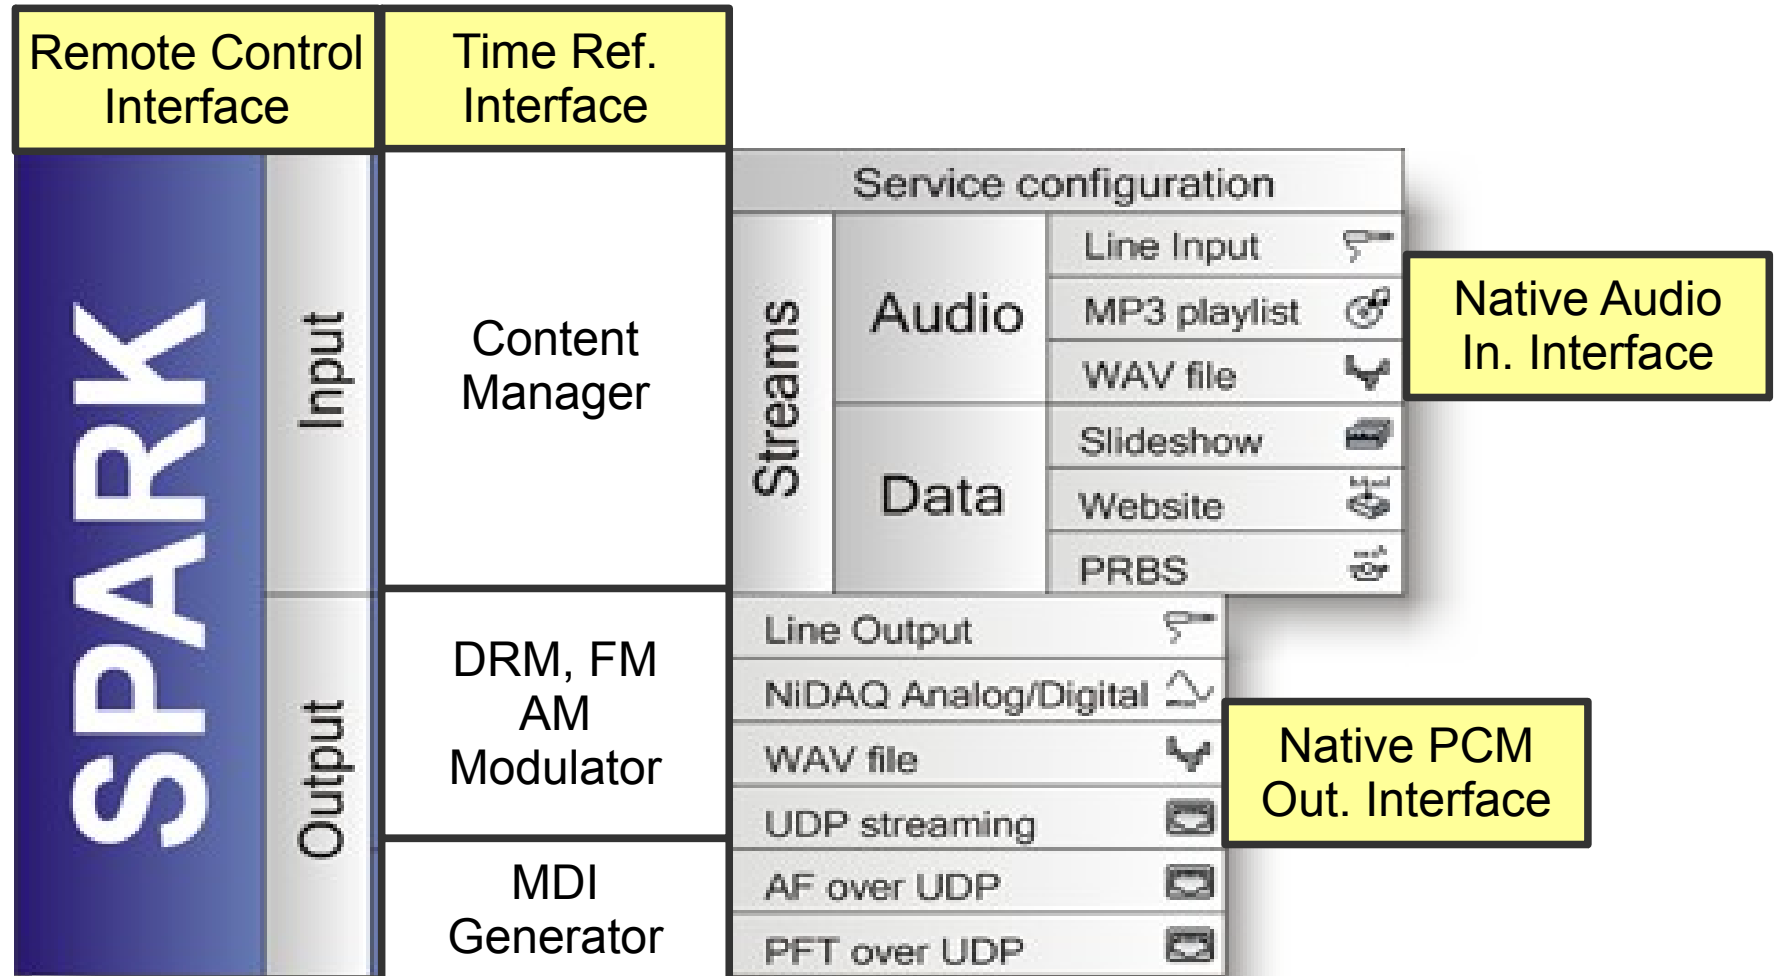 Remote Control
Interface
Time Ref.
Interface
SPARK
Input
Content
Manager
Service configuration
Streams
Audio
Line Input
MP3 playlist
WAV file
Data
Slideshow
Website
PRBS
Native Audio
In. Interface
Output
DRM, FM
AM
Modulator
MDI
Generator
Line Output
NiDAQ Analog/Digital
WAV file
UDP streaming
AF over UDP
PFT over UDP
Native PCM
Out. Interface